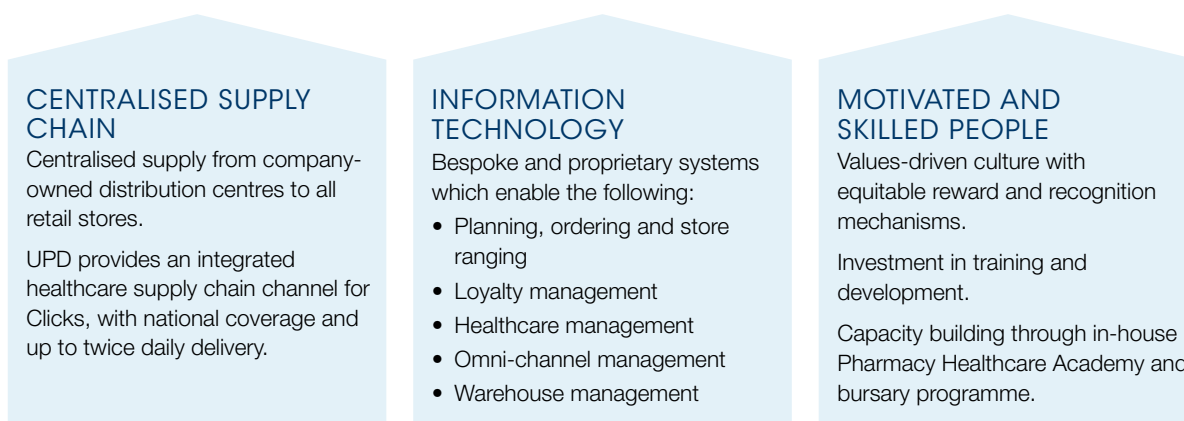 CENTRALISED SUPPLY
CHAIN
Centralised supply from company-
owned distribution centres to all
retail stores.
UPD provides an integrated
healthcare supply chain channel for
Clicks, with national coverage and
up to twice daily delivery.
INFORMATION
TECHNOLOGY
Bespoke and proprietary systems
which enable the following:
• Planning, ordering and store
ranging
• Loyalty management
• Healthcare management
• Omni-channel management
• Warehouse management
MOTIVATED AND
SKILLED PEOPLE
Values-driven culture with
equitable reward and recognition
mechanisms.
Investment in training and
development.
Capacity building through in-house
Pharmacy Healthcare Academy and
bursary programme.